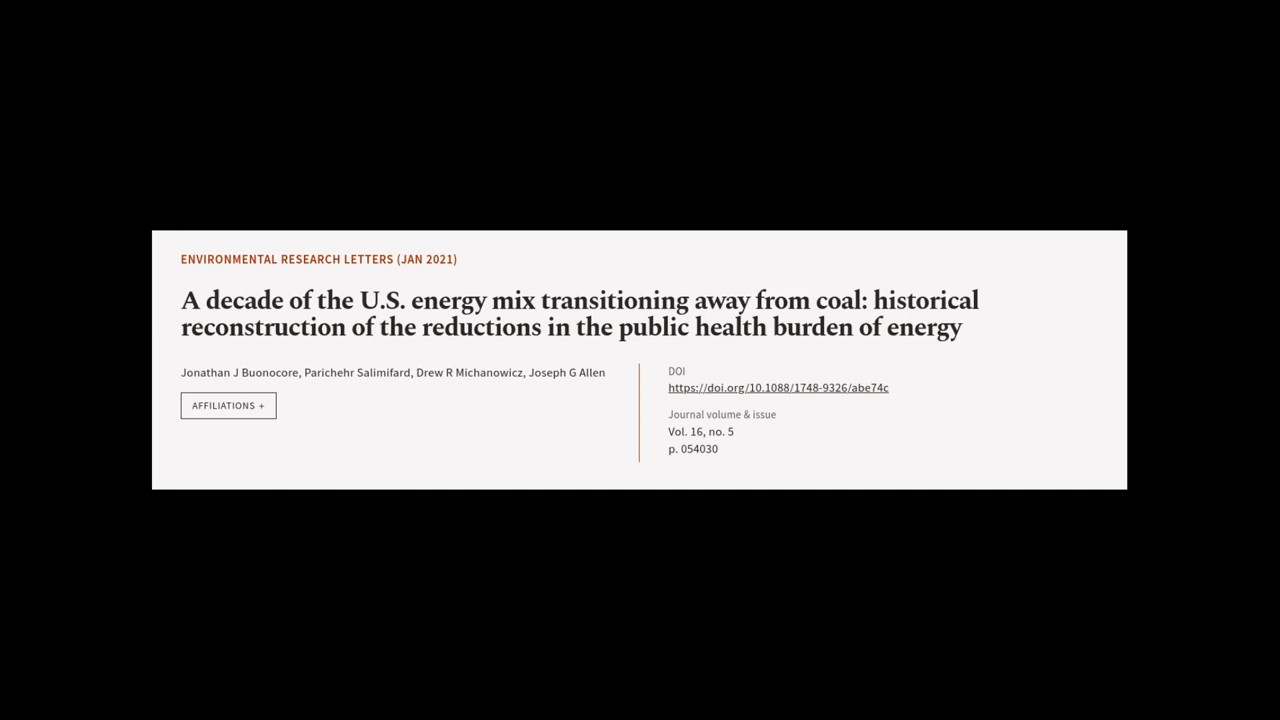 ENVIRONMENTAL RESEARCH LETTERS (JAN 2021)
A decade of the U.S. energy mix transitioning away from coal: historical
reconstruction of the reductions in the public health burden of energy
Jonathan J Buonocore, Parichehr Salimifard, Drew R Michanowicz, Joseph G Allen
AFFILIATIONS +
DOI
https://doi.org/10.1088/1748-9326/abe74c
Journal volume & issue
Vol. 16, no. 5
p. 054030